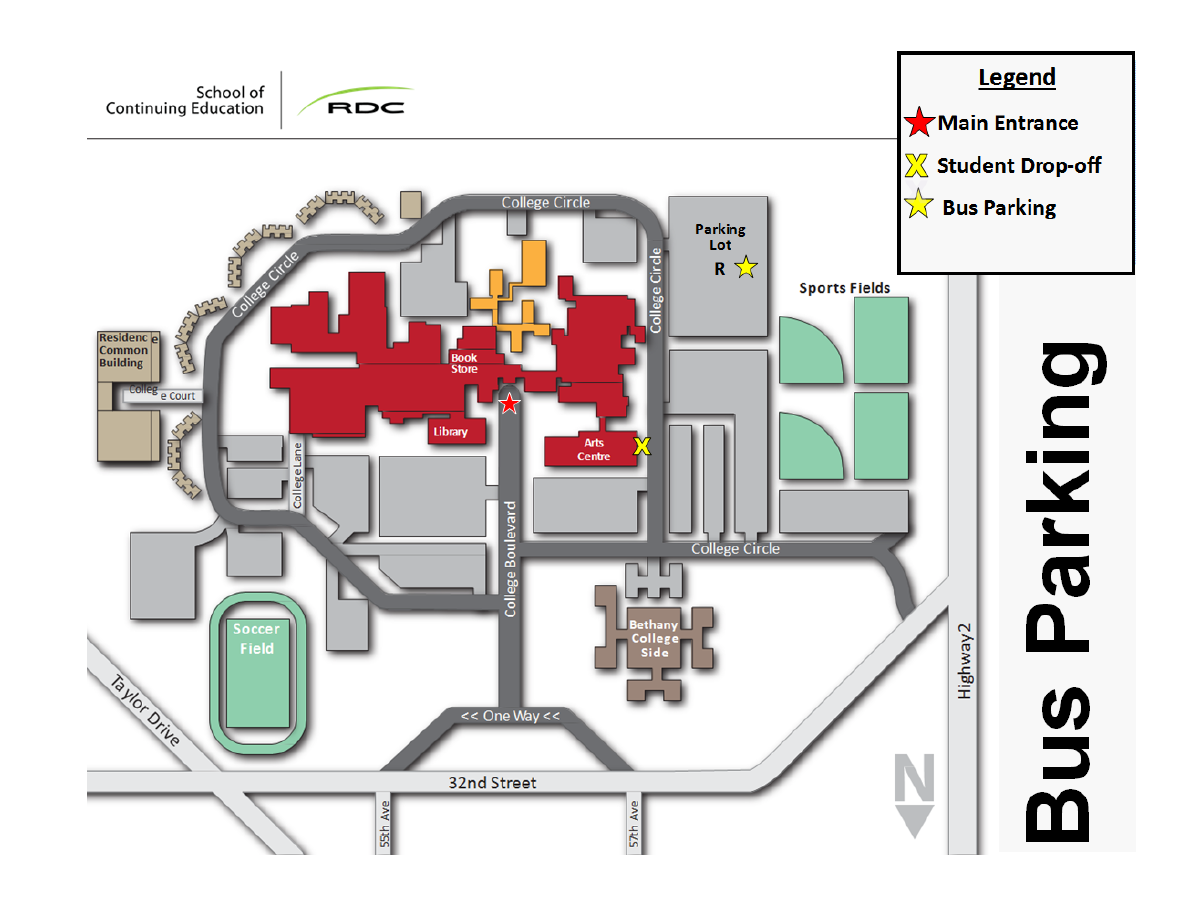 School of
Continuing Education
RDC
Legend
Main Entrance
X Student Drop-off
Bus Parking
College Circle
Parking
Lot
R
College Circle
College Circle
Sports Fields
Residenc e
Common
Building
Colleg
e Court
Book
Store
Library
Arts
Centre
X
College Lane
College Boulevard
College Circle
Soccer
Field
Bethany
College
Side
Highway2
Taylor Drive
<< One Way <<
32nd Street
55th Ave
57th Ave
N
Bus Parking